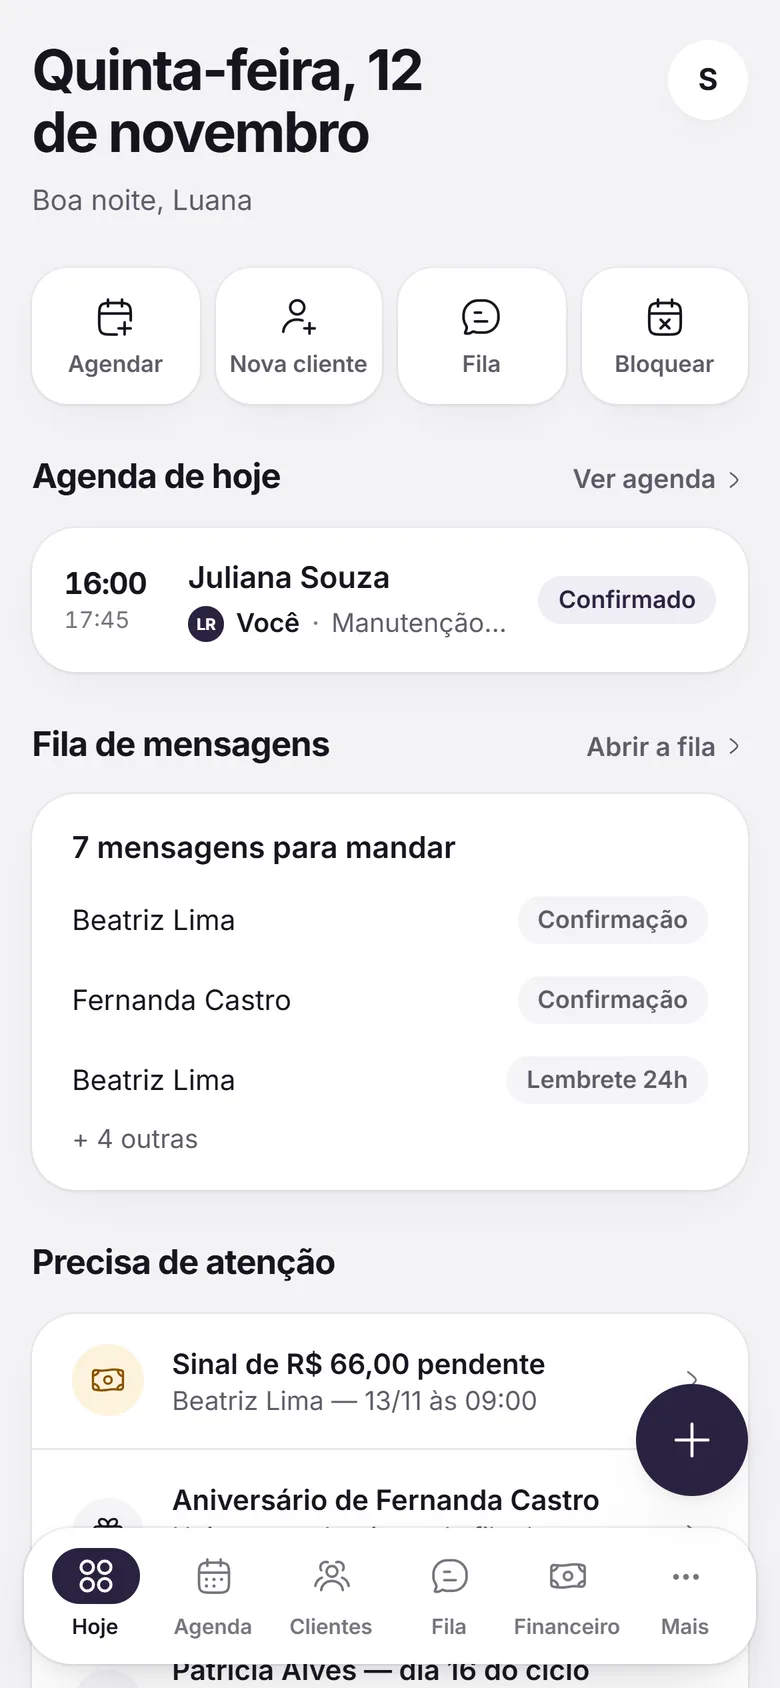 Quinta-feira, 12
de novembro
S
Boa noite, Luana
Agendar
Nova cliente
Fila
Bloquear
Agenda de hoje
Ver agenda
16:00
Juliana Souza
17:45
LR Você · Manutenção...
Confirmado
Fila de mensagens
Abrir a fila
7 mensagens para mandar
Beatriz Lima
Confirmação
Fernanda Castro
Confirmação
Beatriz Lima
Lembrete 24h
+ 4 outras
Precisa de atenção
Sinal de R$ 66,00 pendente
Beatriz Lima — 13/11 às 09:00
Aniversário de Fernanda Castro
Hoje
Agenda
Clientes
Fila
Financeiro
Mais
Patrícia Alves — dia 16 do ciclo